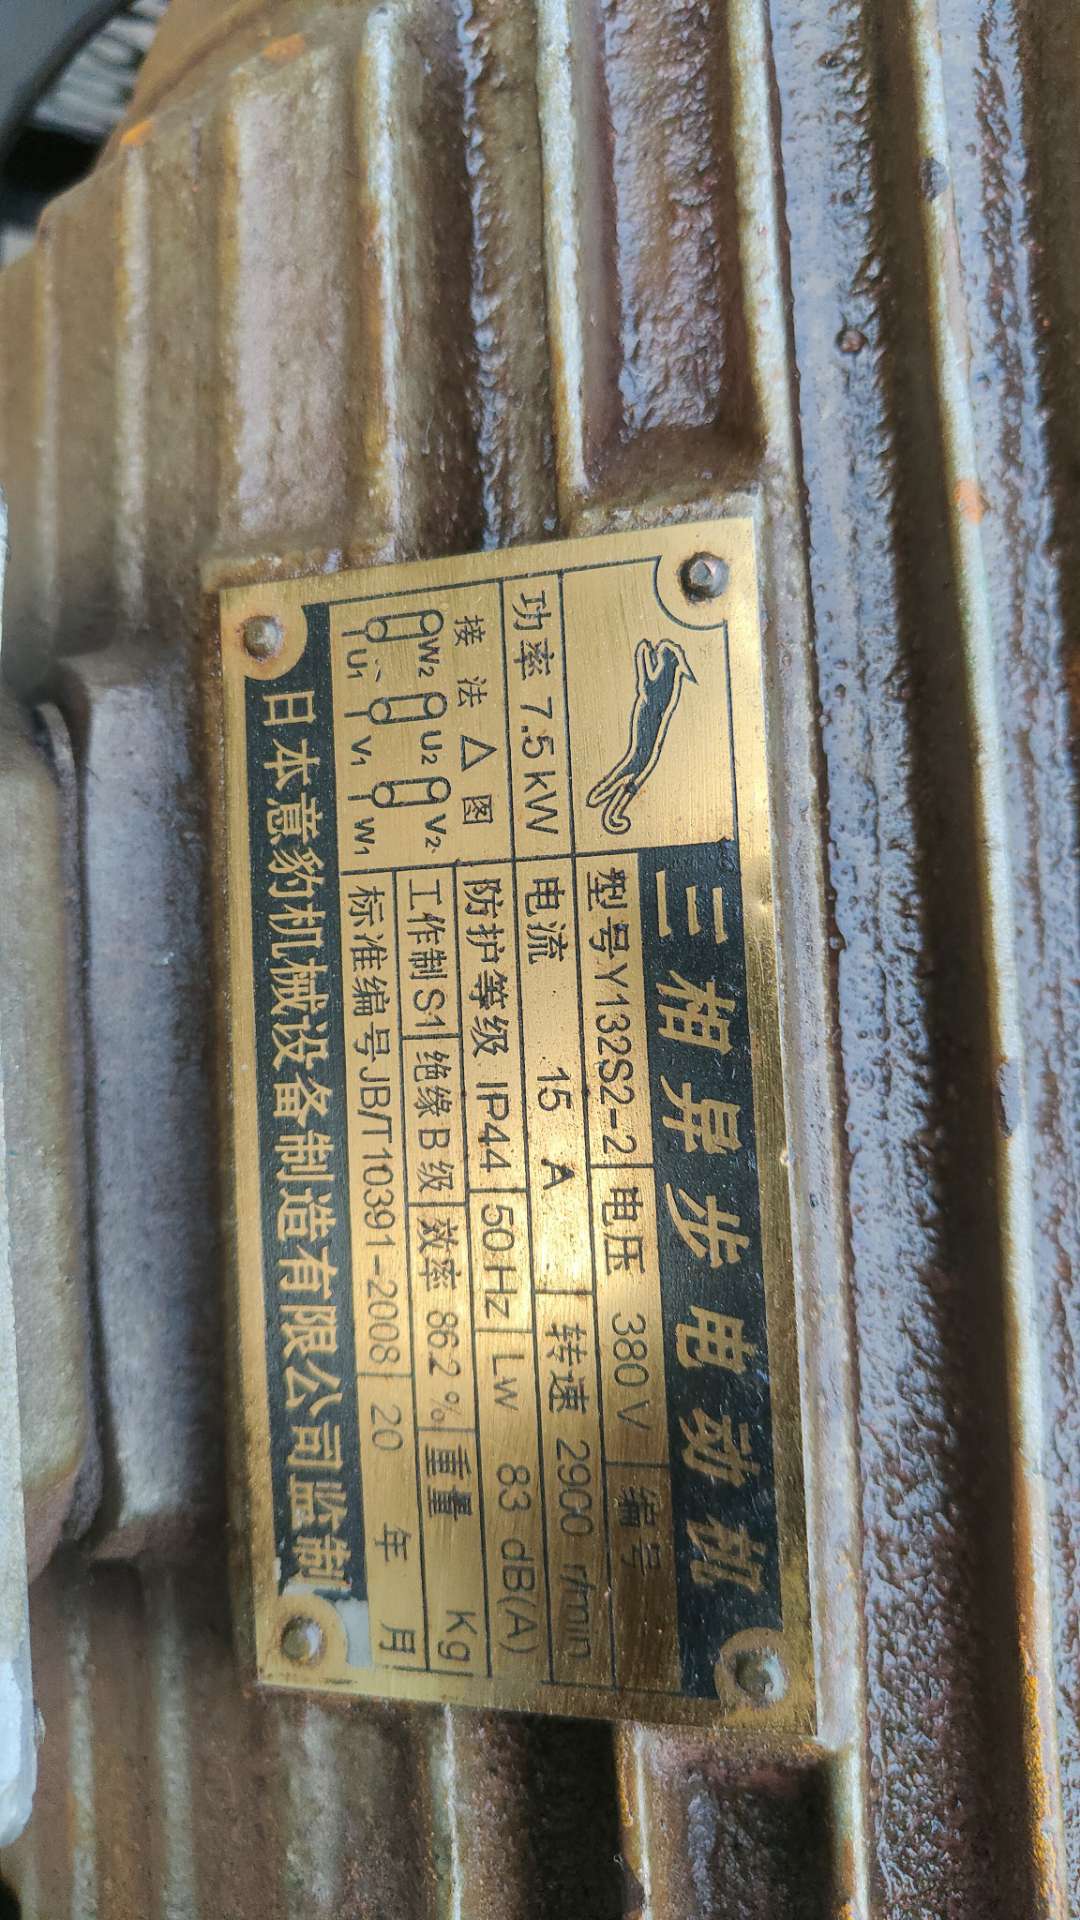 三相异步电动机
型号Y132S2-2 电压 380V 编号
功率 7.5kW 电流 15 A 转速 2900 r/min
接法△图 防护等级 IP44 50Hz Lw 83 dB(A)
W2 U2 V2 工作制S1 绝缘B级 效率 86.2% 重量 Kg
U1 V1 W1 标准编号JB/T10391-2008 20 年 月
日本意豹机械设备制造有限公司监制